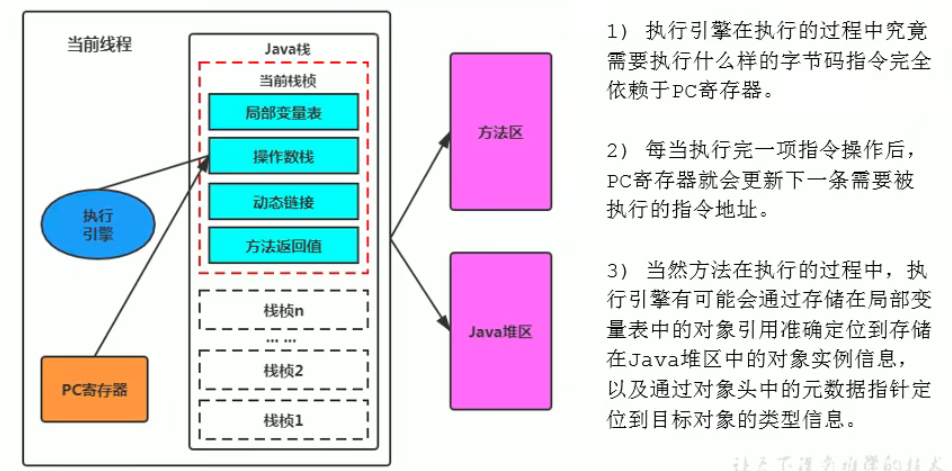 当前线程
Java栈
当前栈桢
局部变量表
操作数栈
动态链接
方法返回值
栈桢n
... ...
栈桢2
栈桢1
执行
引擎
PC寄存器
方法区
Java堆区
1) 执行引擎在执行的过程中究竟
需要执行什么样的字节码指令完全
依赖于PC寄存器。
2) 每当执行完一项指令操作后，
PC寄存器就会更新下一条需要被
执行的指令地址。
3) 当然方法在执行的过程中，执
行引擎有可能会通过存储在局部变
量表中的对象引用准确定位到存储
在Java堆区中的对象实例信息，
以及通过对象头中的元数据指针定
位到目标对象的类型信息。
让天下没有难学的技术